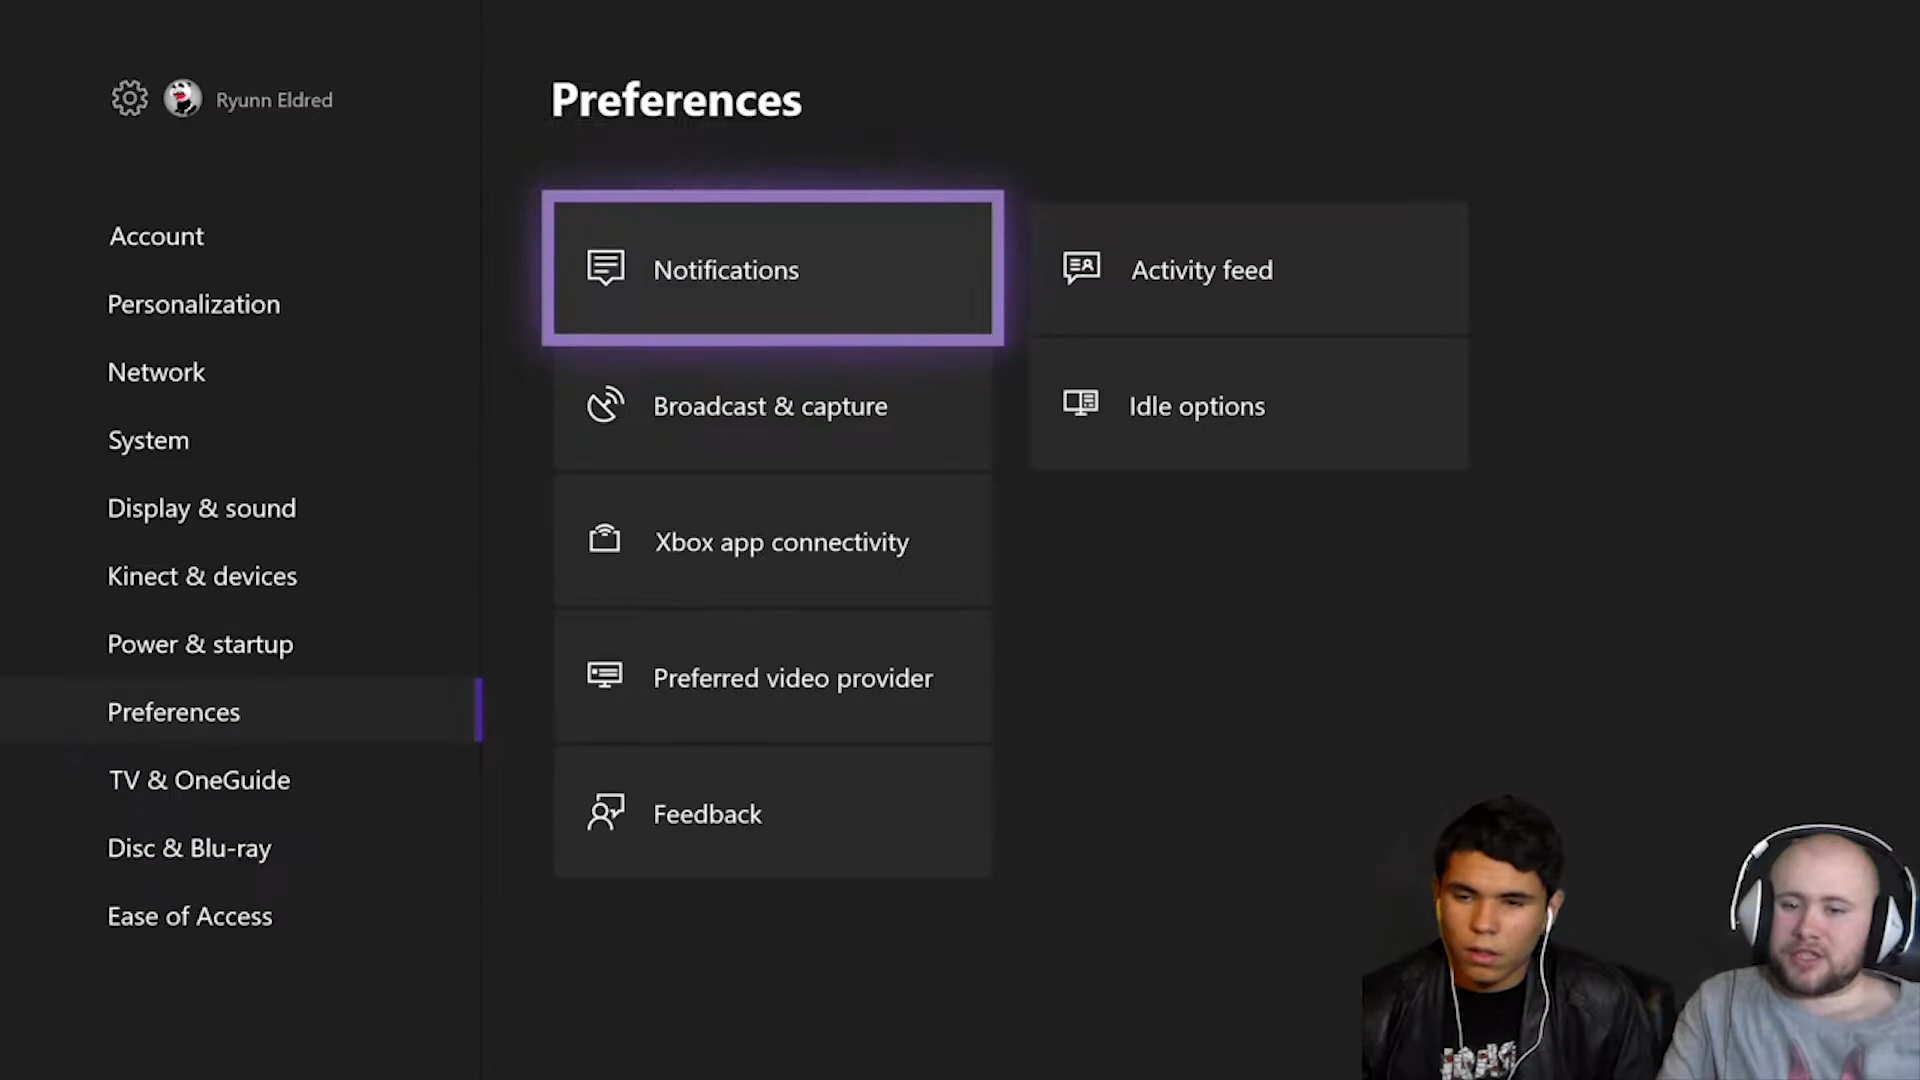 Ryunn Eldred
Account
Personalization
Network
System
Display & sound
Kinect & devices
Power & startup
Preferences
TV & OneGuide
Disc & Blu-ray
Ease of Access
Preferences
Notifications
Activity feed
Broadcast & capture
Idle options
Xbox app connectivity
Preferred video provider
Feedback